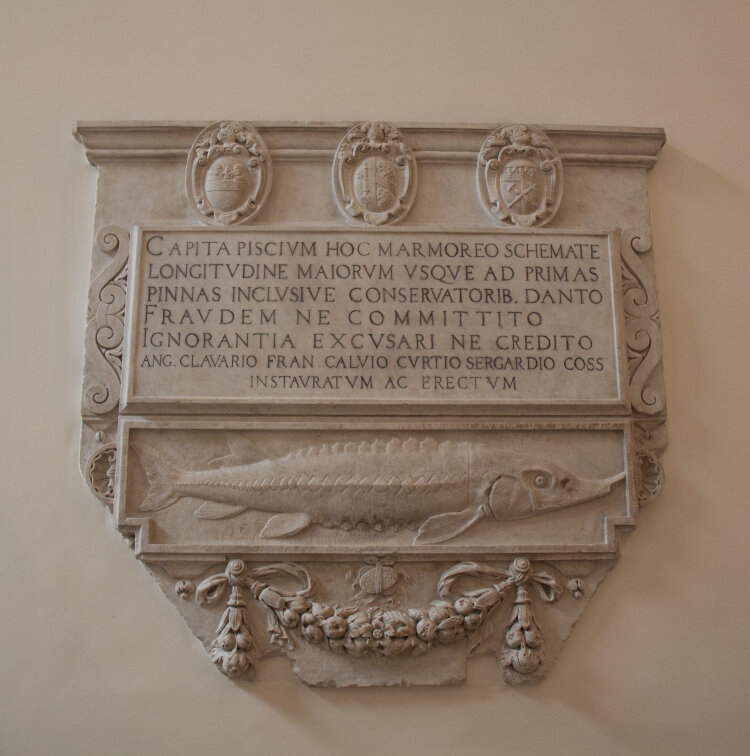 CAPITA PISCIVM HOC MARMOREO SCHEMATE
LONGITVDINE MAIORVM VSQVE AD PRIMAS
PINNAS INCLVSIVE CONSERVATORIB. DANTO
FRAVDEM NE COMMITTITO
IGNORANTIA EXCVSARI NE CREDITO
ANG. CLAVARIO FRAN CALVIO CVRTIO SERGARDIO COSS
INSTAVRATVM AC ERECTVM